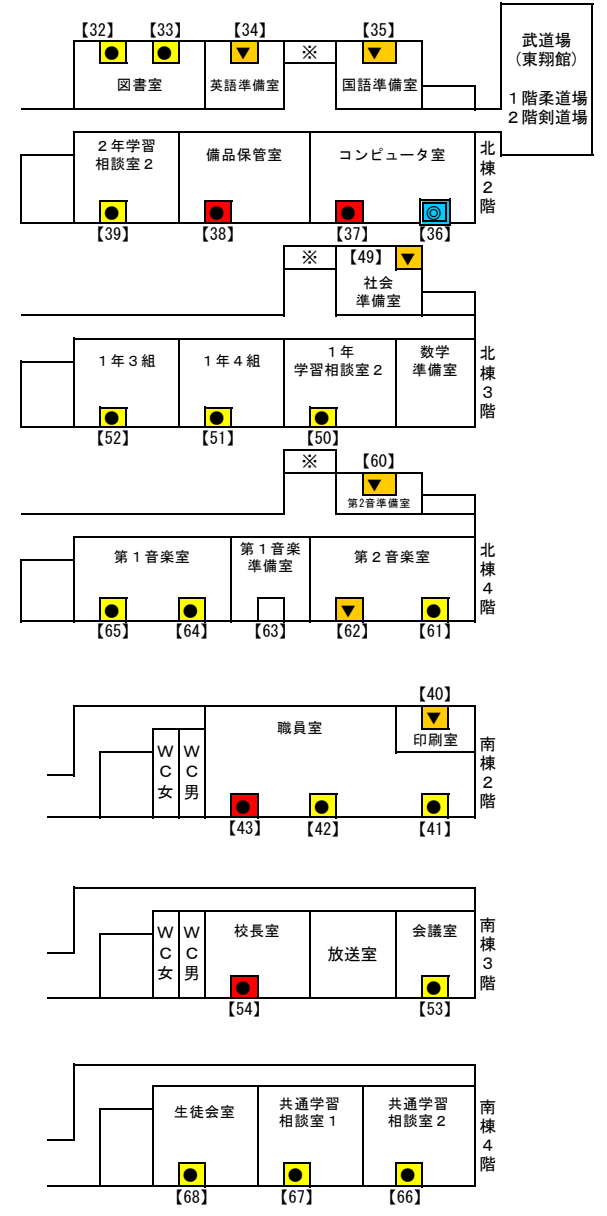 【32】 【33】 【34】 【35】
※
図書室 英語準備室 国語準備室
武道場
(東翔館)
1階柔道場
2階剣道場
2年学習
相談室2
備品保管室 コンピュータ室
北棟2階
【39】 【38】 【37】 【36】
※ 【49】
社会
準備室
1年3組 1年4組
1年
学習相談室2
数学
準備室
北棟3階
【52】 【51】 【50】
※ 【60】
第2音準備室
第1音楽室
第1音楽
準備室
第2音楽室
北棟4階
【65】 【64】 【63】 【62】 【61】
【40】
職員室
印刷室
WC女
WC男
南棟2階
【43】 【42】 【41】
WC女
WC男
校長室 放送室 会議室
南棟3階
【54】 【53】
生徒会室
共通学習
相談室1
共通学習
相談室2
南棟4階
【68】 【67】 【66】